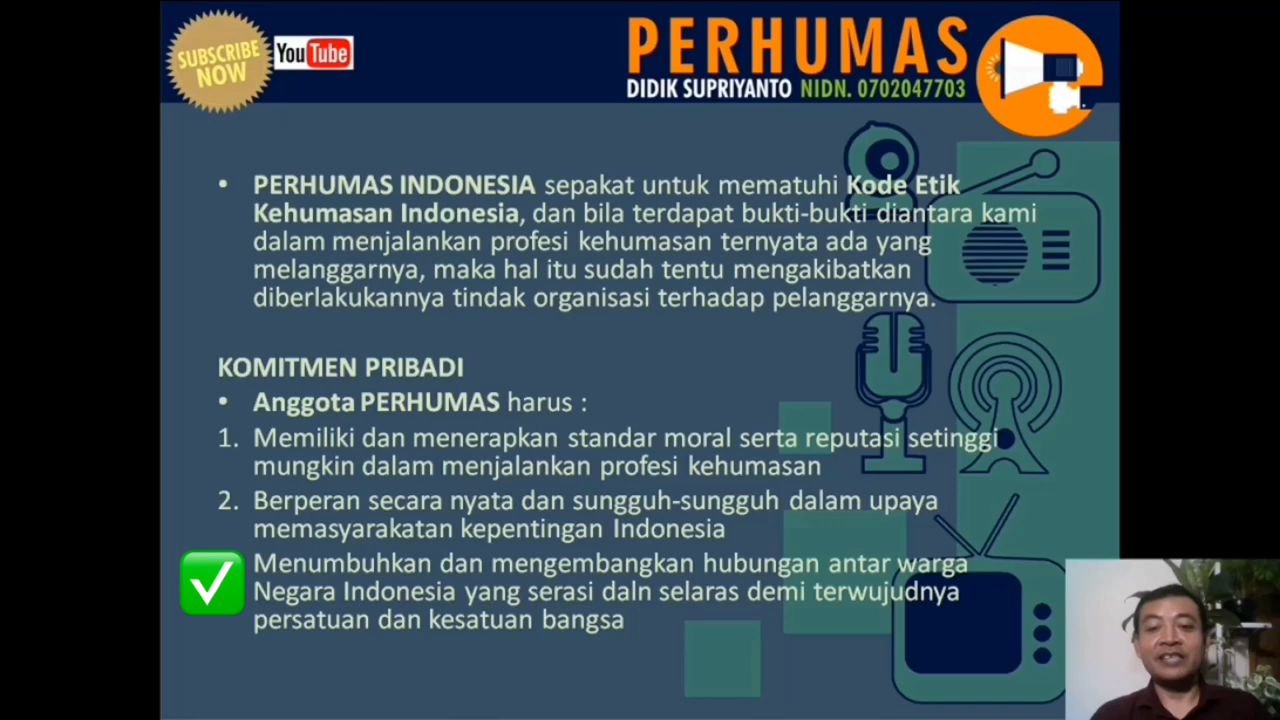 SUBSCRIBE
NOW
YouTube
PERHUMAS
DIDIK SUPRIYANTO NIDN. 0702047703
• PERHUMAS INDONESIA sepakat untuk mematuhi Kode Etik
Kehumasan Indonesia, dan bila terdapat bukti-bukti diantara kami
dalam menjalankan profesi kehumasan ternyata ada yang
melanggarnya, maka hal itu sudah tentu mengakibatkan
diberlakukannya tindak organisasi terhadap pelanggarnya.
KOMITMEN PRIBADI
• Anggota PERHUMAS harus :
1. Memiliki dan menerapkan standar moral serta reputasi setinggi
mungkin dalam menjalankan profesi kehumasan
2. Berperan secara nyata dan sungguh-sungguh dalam upaya
memasyarakatan kepentingan Indonesia
Menumbuhkan dan mengembangkan hubungan antar warga
Negara Indonesia yang serasi daln selaras demi terwujudnya
persatuan dan kesatuan bangsa